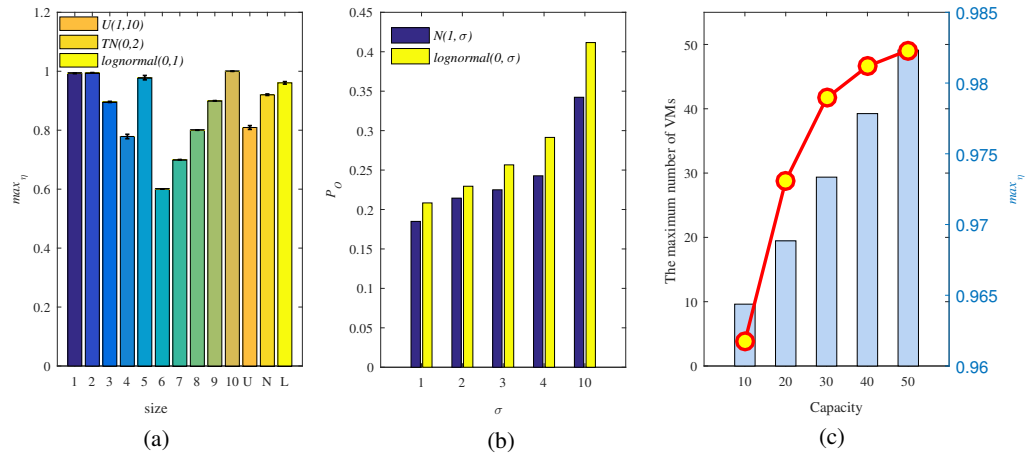 U(1,10)
TN(0,2)
lognormal(0,1)
1.2
1
0.8
0.6
0.4
0.2
0
max η
1 2 3 4 5 6 7 8 9 10 U N L
size
(a)
N(1, σ)
lognormal(0, σ)
0.45
0.4
0.35
0.3
0.25
0.2
0.15
0.1
0.05
0
P_O
1 2 3 4 10
σ
(b)
50
40
30
20
10
0
The maximum number of VMs
10 20 30 40 50
Capacity
0.985
0.98
0.975
0.97
0.965
0.96
max η
(c)